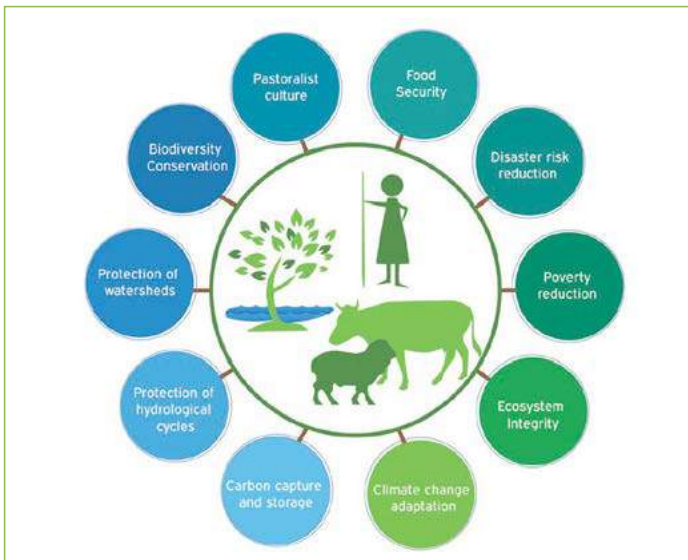 Pastoralist
culture
Food
Security
Disaster risk
reduction
Poverty
reduction
Ecosystem
Integrity
Climate change
adaptation
Carbon capture
and storage
Protection of
hydrological
cycles
Protection of
watersheds
Biodiversity
Conservation